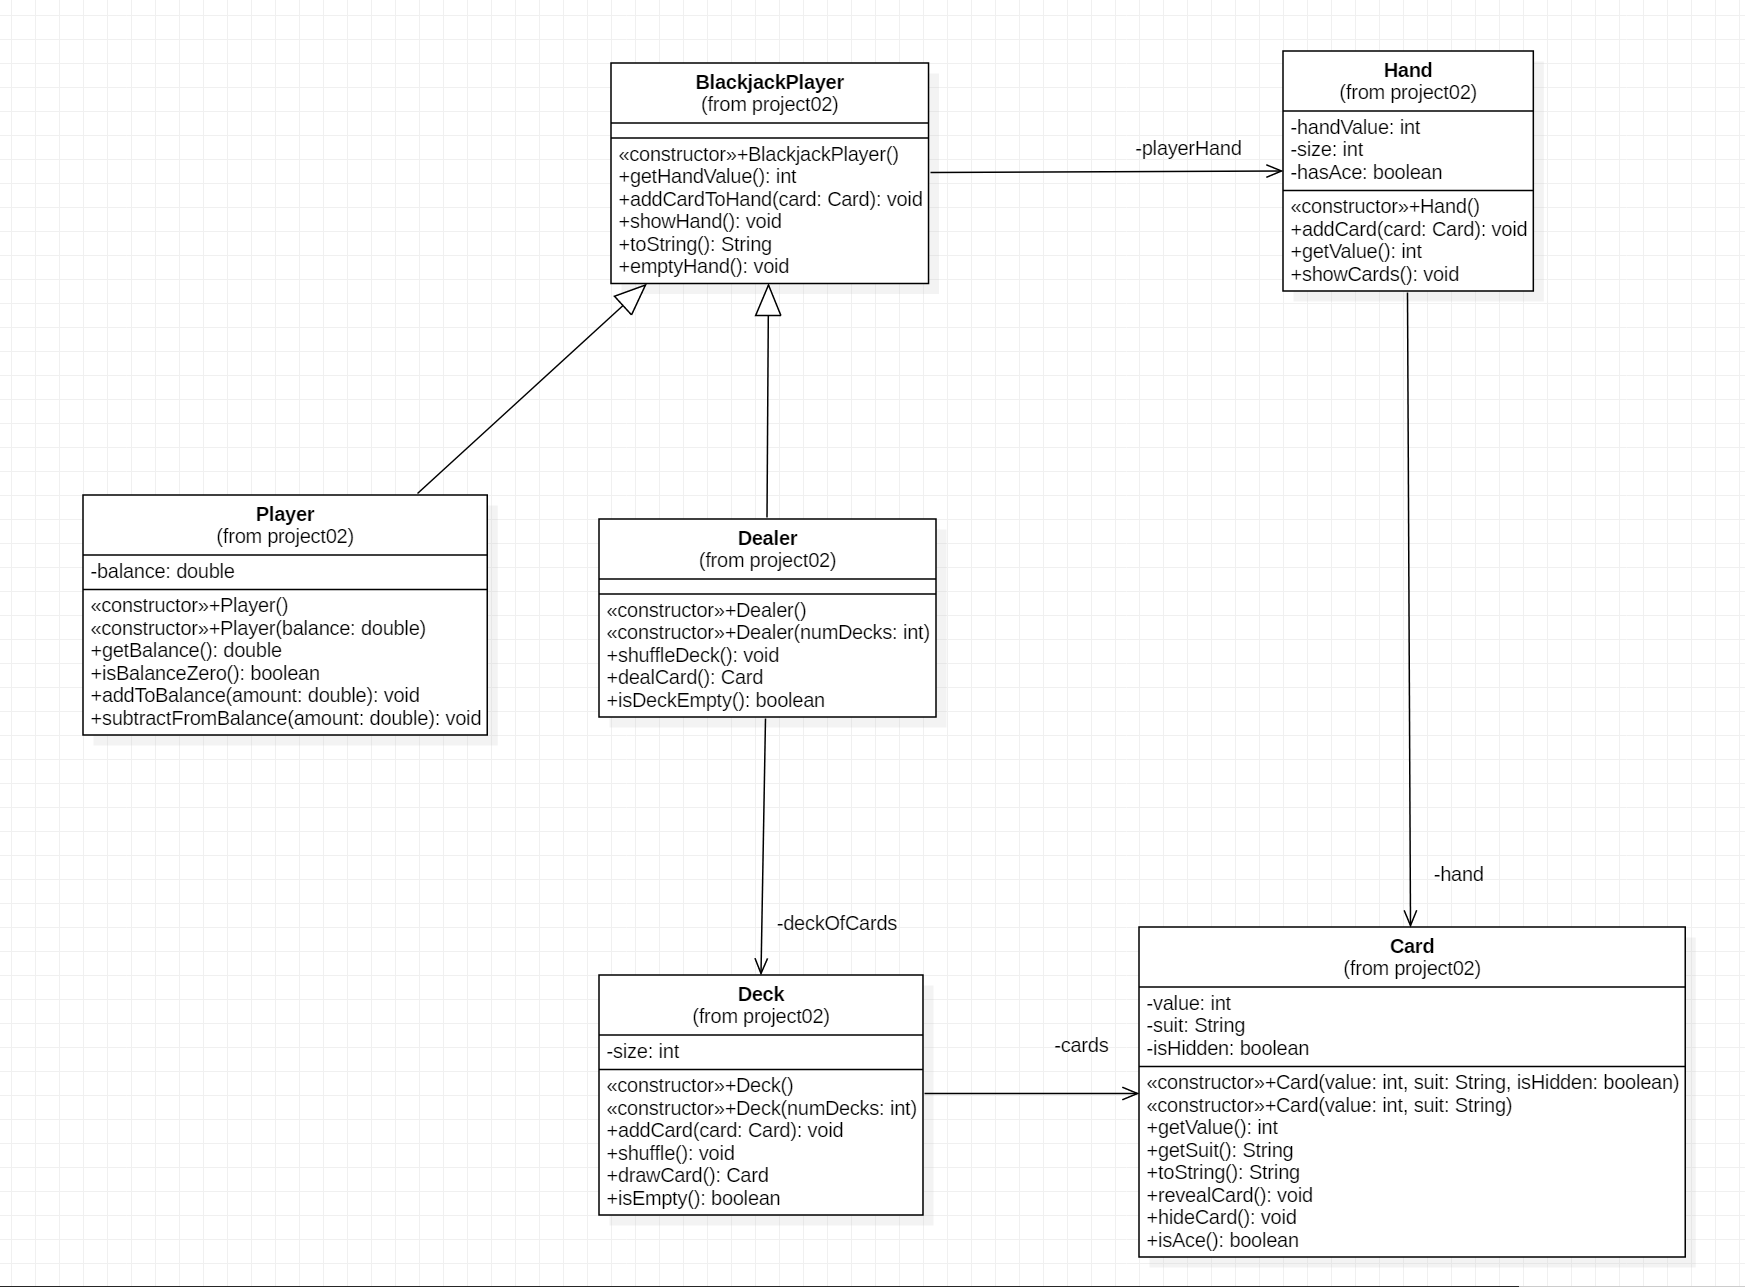 BlackjackPlayer
(from project02)
«constructor»+BlackjackPlayer()
+getHandValue(): int
+addCardToHand(card: Card): void
+showHand(): void
+toString(): String
+emptyHand(): void
-playerHand
Hand
(from project02)
-handValue: int
-size: int
-hasAce: boolean
«constructor»+Hand()
+addCard(card: Card): void
+getValue(): int
+showCards(): void
Player
(from project02)
-balance: double
«constructor»+Player()
«constructor»+Player(balance: double)
+getBalance(): double
+isBalanceZero(): boolean
+addToBalance(amount: double): void
+subtractFromBalance(amount: double): void
Dealer
(from project02)
«constructor»+Dealer()
«constructor»+Dealer(numDecks: int)
+shuffleDeck(): void
+dealCard(): Card
+isDeckEmpty(): boolean
-deckOfCards
-hand
Deck
(from project02)
-size: int
«constructor»+Deck()
«constructor»+Deck(numDecks: int)
+addCard(card: Card): void
+shuffle(): void
+drawCard(): Card
+isEmpty(): boolean
-cards
Card
(from project02)
-value: int
-suit: String
-isHidden: boolean
«constructor»+Card(value: int, suit: String, isHidden: boolean)
«constructor»+Card(value: int, suit: String)
+getValue(): int
+getSuit(): String
+toString(): String
+revealCard(): void
+hideCard(): void
+isAce(): boolean